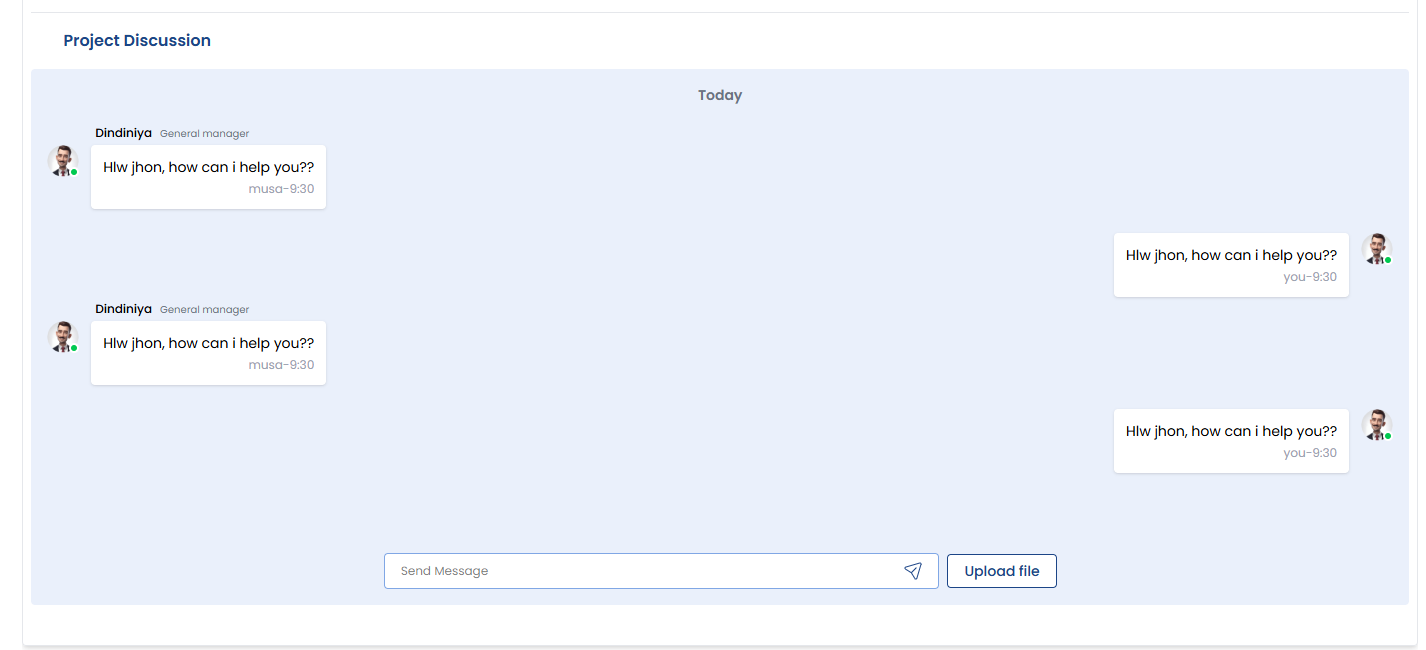 Project Discussion
Today
Dindiniya General manager
Hlw jhon, how can i help you??
musa-9:30
Hlw jhon, how can i help you??
you-9:30
Dindiniya General manager
Hlw jhon, how can i help you??
musa-9:30
Hlw jhon, how can i help you??
you-9:30
Send Message
Upload file